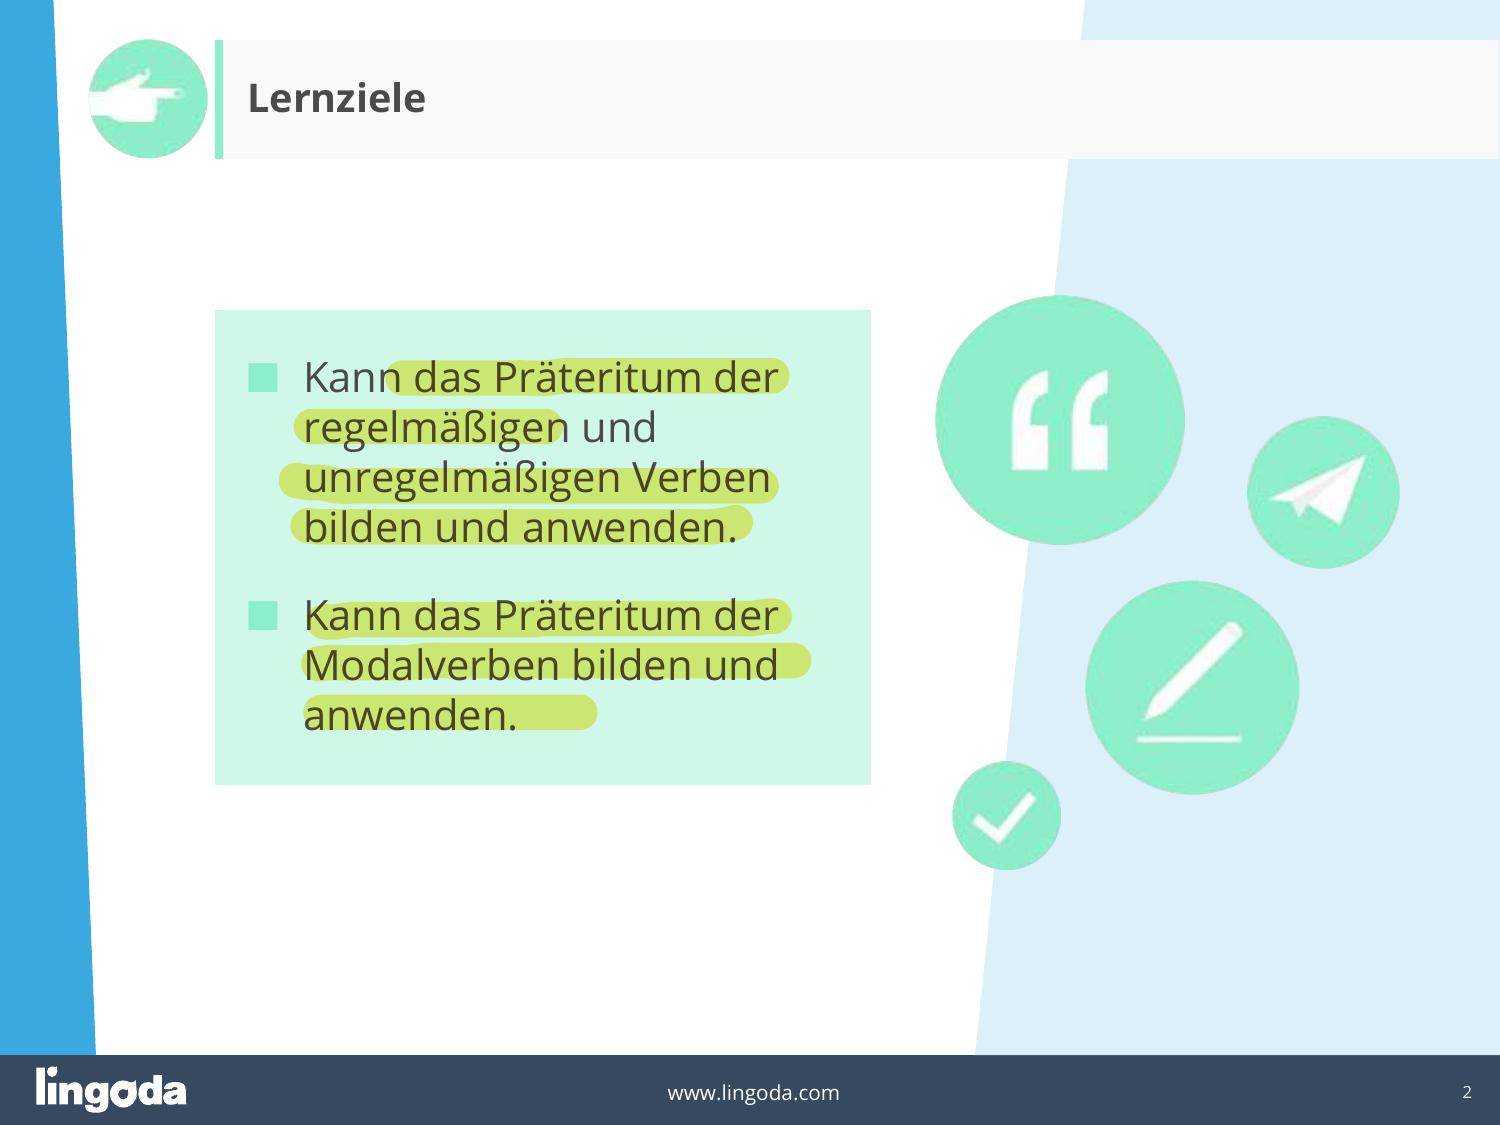 Lernziele
Kann das Präteritum der
regelmäßigen und
unregelmäßigen Verben
bilden und anwenden.
Kann das Präteritum der
Modalverben bilden und
anwenden.
lingoda
www.lingoda.com
2